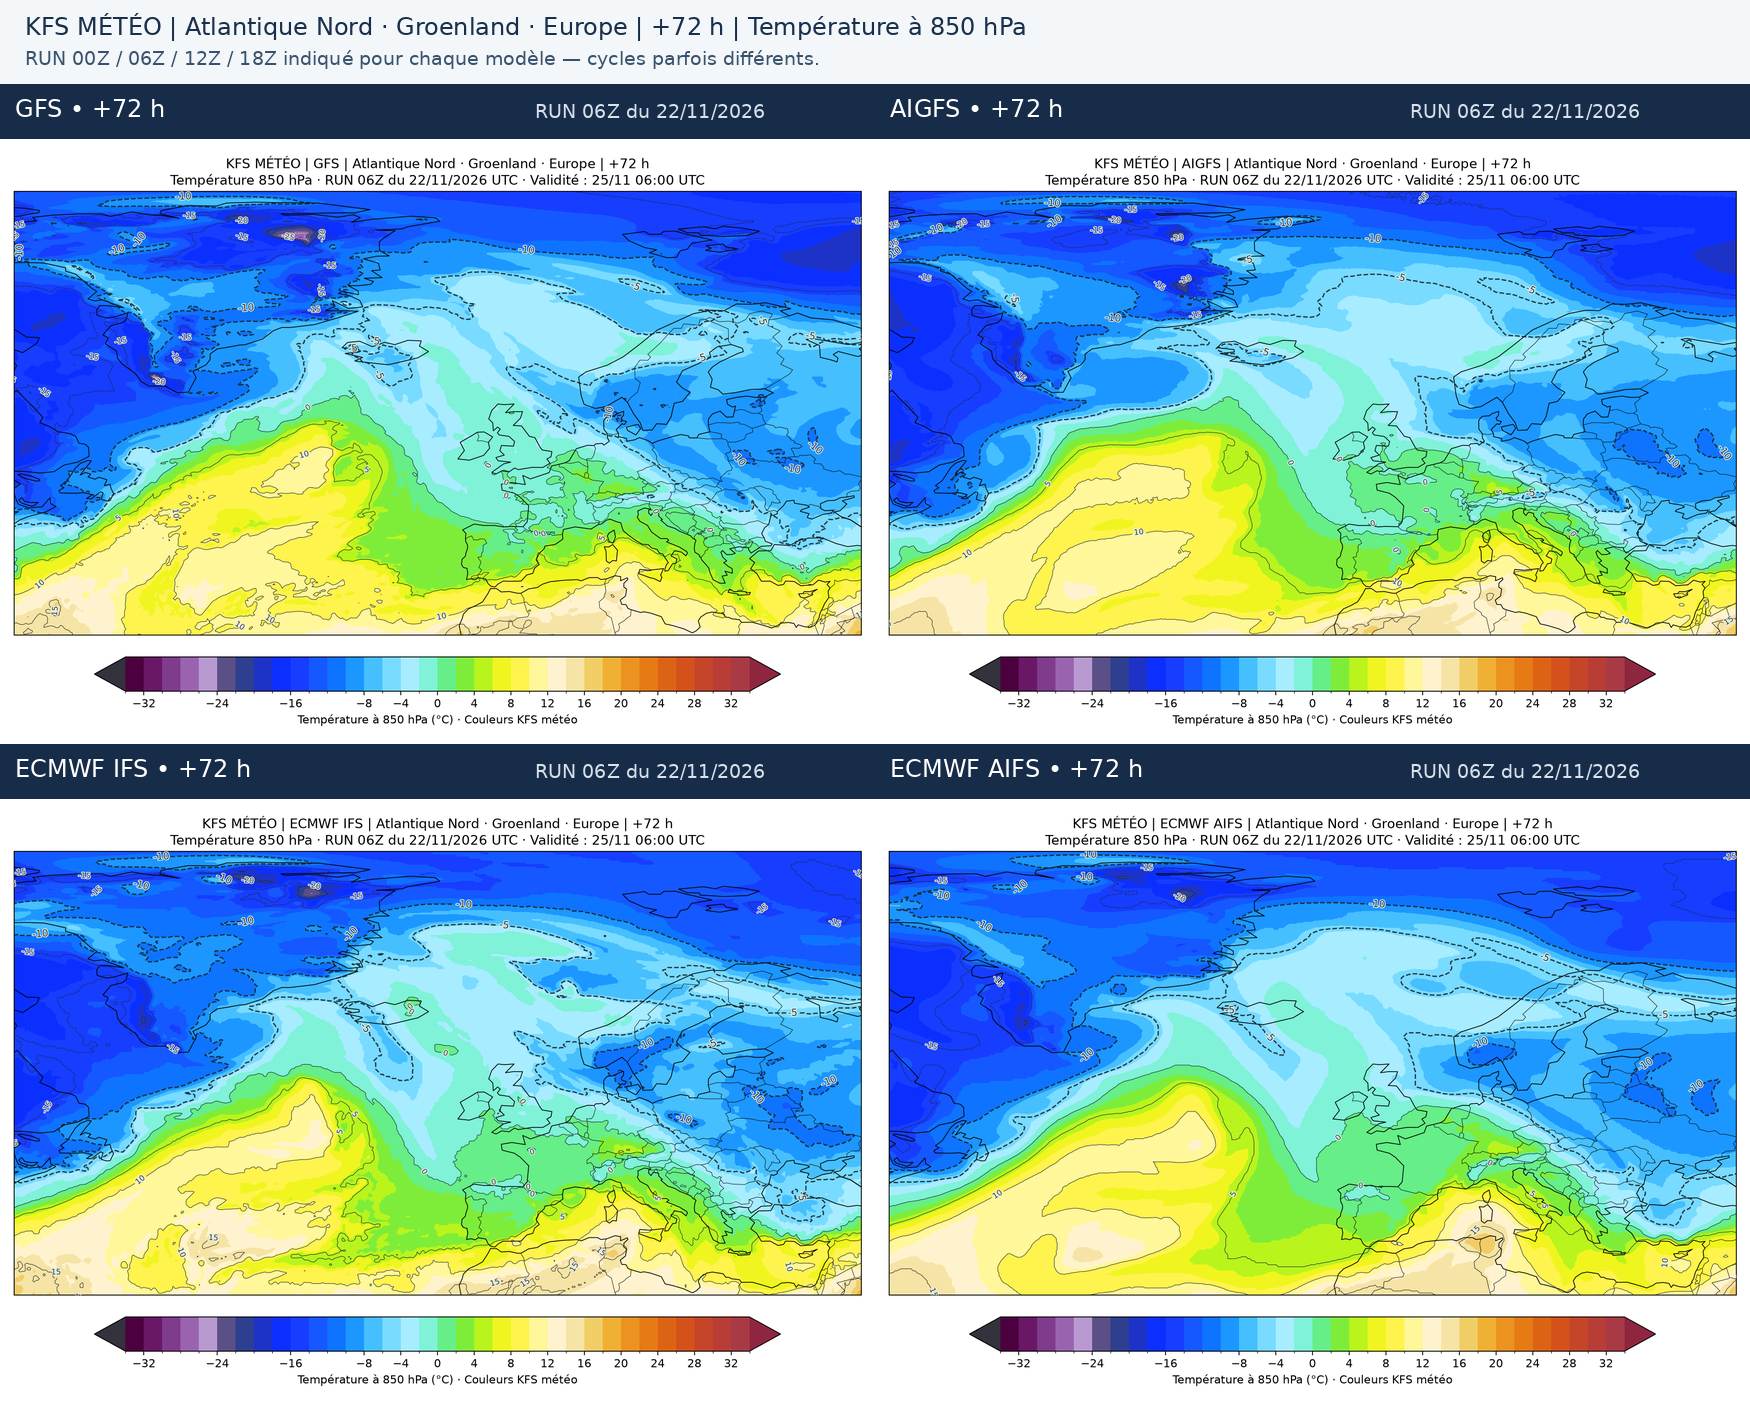 KFS MÉTÉO | Atlantique Nord · Groenland · Europe | +72 h | Température à 850 hPa
RUN 00Z / 06Z / 12Z / 18Z indiqué pour chaque modèle — cycles parfois différents.
GFS • +72 h
RUN 06Z du 22/11/2026
AIGFS • +72 h
RUN 06Z du 22/11/2026
KFS MÉTÉO | GFS | Atlantique Nord · Groenland · Europe | +72 h
Température 850 hPa · RUN 06Z du 22/11/2026 UTC · Validité : 25/11 06:00 UTC
KFS MÉTÉO | AIGFS | Atlantique Nord · Groenland · Europe | +72 h
Température 850 hPa · RUN 06Z du 22/11/2026 UTC · Validité : 25/11 06:00 UTC
−32 −24 −16 −8 −4 0 4 8 12 16 20 24 28 32
Température à 850 hPa (°C) · Couleurs KFS météo
−32 −24 −16 −8 −4 0 4 8 12 16 20 24 28 32
Température à 850 hPa (°C) · Couleurs KFS météo
ECMWF IFS • +72 h
RUN 06Z du 22/11/2026
ECMWF AIFS • +72 h
RUN 06Z du 22/11/2026
KFS MÉTÉO | ECMWF IFS | Atlantique Nord · Groenland · Europe | +72 h
Température 850 hPa · RUN 06Z du 22/11/2026 UTC · Validité : 25/11 06:00 UTC
KFS MÉTÉO | ECMWF AIFS | Atlantique Nord · Groenland · Europe | +72 h
Température 850 hPa · RUN 06Z du 22/11/2026 UTC · Validité : 25/11 06:00 UTC
−32 −24 −16 −8 −4 0 4 8 12 16 20 24 28 32
Température à 850 hPa (°C) · Couleurs KFS météo
−32 −24 −16 −8 −4 0 4 8 12 16 20 24 28 32
Température à 850 hPa (°C) · Couleurs KFS météo